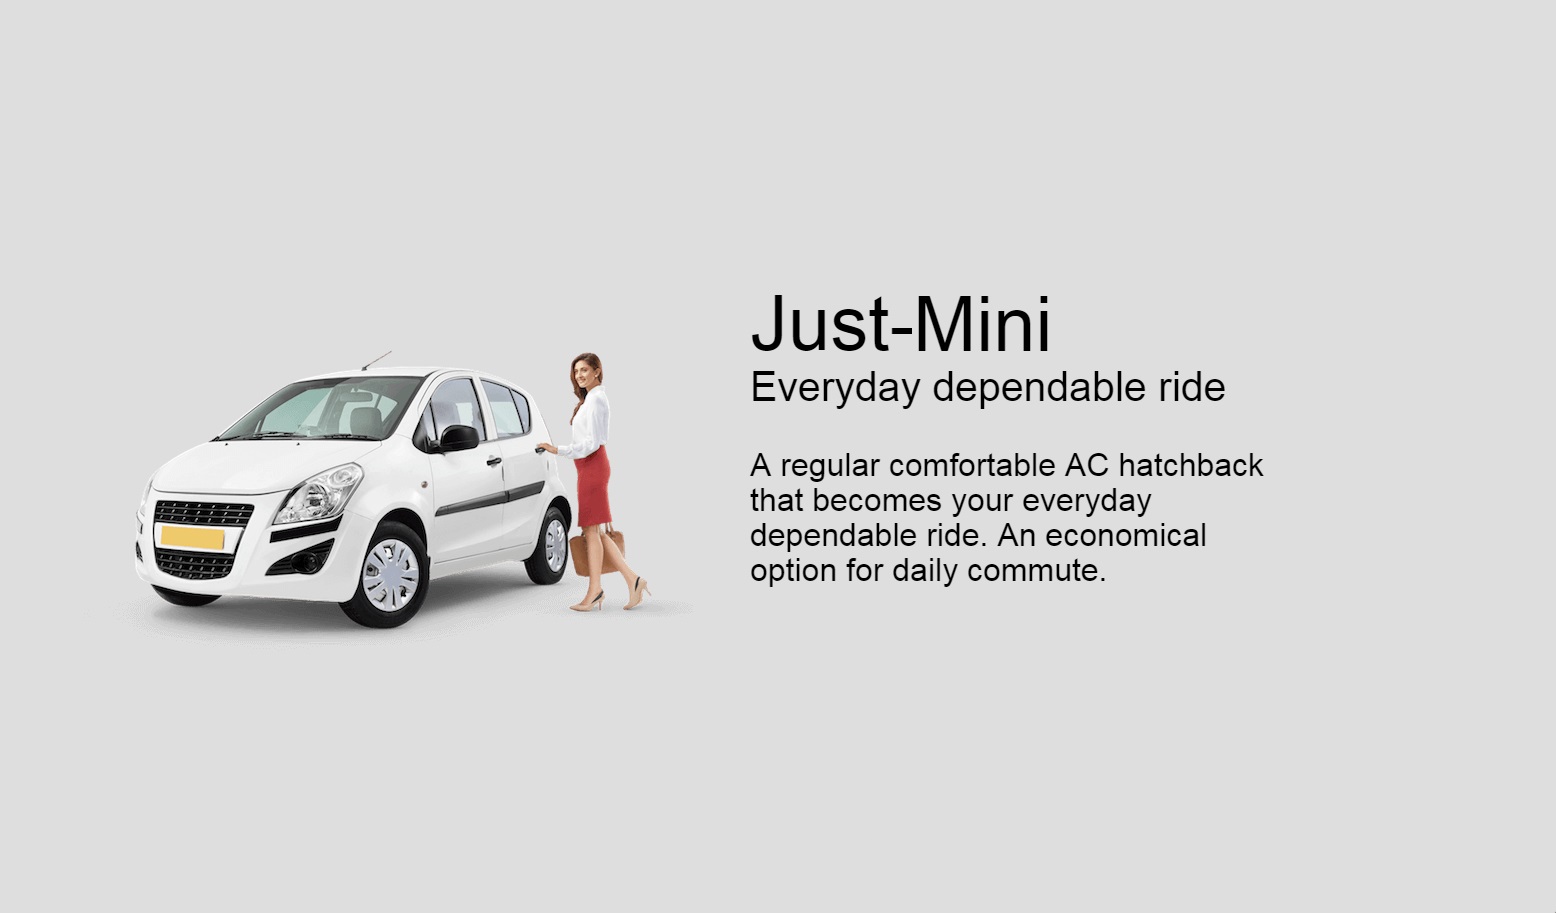 Just-Mini
Everyday dependable ride
A regular comfortable AC hatchback
that becomes your everyday
dependable ride. An economical
option for daily commute.